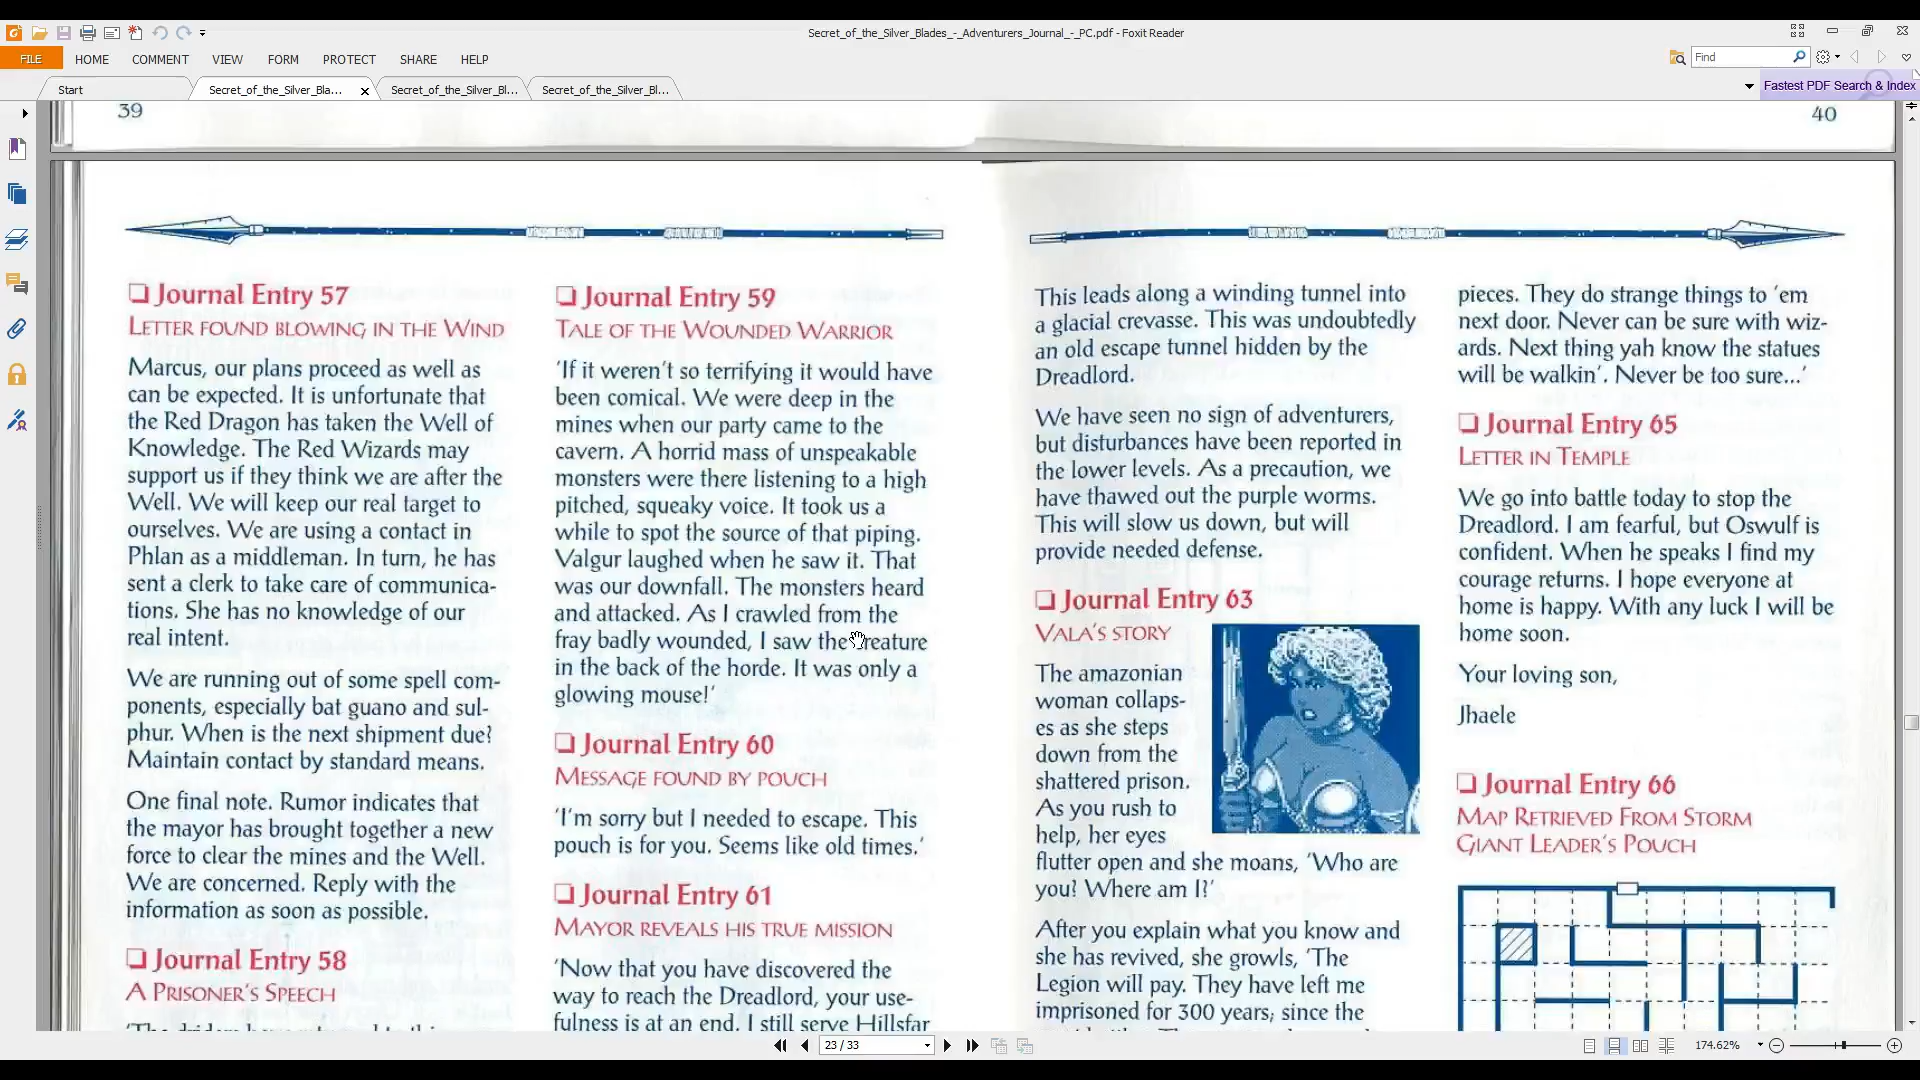 Secret_of_the_Silver_Blades_-_Adventurers_Journal_-_PC.pdf - Foxit Reader
FILE
HOME
COMMENT
VIEW
FORM
PROTECT
SHARE
HELP
Find
Start
Secret_of_the_Silver_Bla...
Secret_of_the_Silver_Bl...
Secret_of_the_Silver_Bl...
Fastest PDF Search & Index
39
40
Journal Entry 57
LETTER FOUND BLOWING IN THE WIND
Marcus, our plans proceed as well as
can be expected. It is unfortunate that
the Red Dragon has taken the Well of
Knowledge. The Red Wizards may
support us if they think we are after the
Well. We will keep our real target to
ourselves. We are using a contact in
Phlan as a middleman. In turn, he has
sent a clerk to take care of communica-
tions. She has no knowledge of our
real intent.
We are running out of some spell com-
ponents, especially bat guano and sul-
phur. When is the next shipment due?
Maintain contact by standard means.
One final note. Rumor indicates that
the mayor has brought together a new
force to clear the mines and the Well.
We are concerned. Reply with the
information as soon as possible.
Journal Entry 58
A PRISONER'S SPEECH
Journal Entry 59
TALE OF THE WOUNDED WARRIOR
'If it weren't so terrifying it would have
been comical. We were deep in the
mines when our party came to the
cavern. A horrid mass of unspeakable
monsters were there listening to a high
pitched, squeaky voice. It took us a
while to spot the source of that piping.
Valgur laughed when he saw it. That
was our downfall. The monsters heard
and attacked. As I crawled from the
fray badly wounded, I saw the creature
in the back of the horde. It was only a
glowing mouse!'
Journal Entry 60
MESSAGE FOUND BY POUCH
'I'm sorry but I needed to escape. This
pouch is for you. Seems like old times.'
Journal Entry 61
MAYOR REVEALS HIS TRUE MISSION
'Now that you have discovered the
way to reach the Dreadlord, your use-
fulness is at an end. I still serve Hillsfar
This leads along a winding tunnel into
a glacial crevasse. This was undoubtedly
an old escape tunnel hidden by the
Dreadlord.
We have seen no sign of adventurers,
but disturbances have been reported in
the lower levels. As a precaution, we
have thawed out the purple worms.
This will slow us down, but will
provide needed defense.
Journal Entry 63
VALA'S STORY
The amazonian
woman collaps-
es as she steps
down from the
shattered prison.
As you rush to
help, her eyes
flutter open and she moans, 'Who are
you? Where am I?'
After you explain what you know and
she has revived, she growls, 'The
Legion will pay. They have left me
imprisoned for 300 years; since the
pieces. They do strange things to 'em
next door. Never can be sure with wiz-
ards. Next thing yah know the statues
will be walkin'. Never be too sure...'
Journal Entry 65
LETTER IN TEMPLE
We go into battle today to stop the
Dreadlord. I am fearful, but Oswulf is
confident. When he speaks I find my
courage returns. I hope everyone at
home is happy. With any luck I will be
home soon.
Your loving son,
Jhaele
Journal Entry 66
MAP RETRIEVED FROM STORM
GIANT LEADER'S POUCH
23 / 33
174.62%